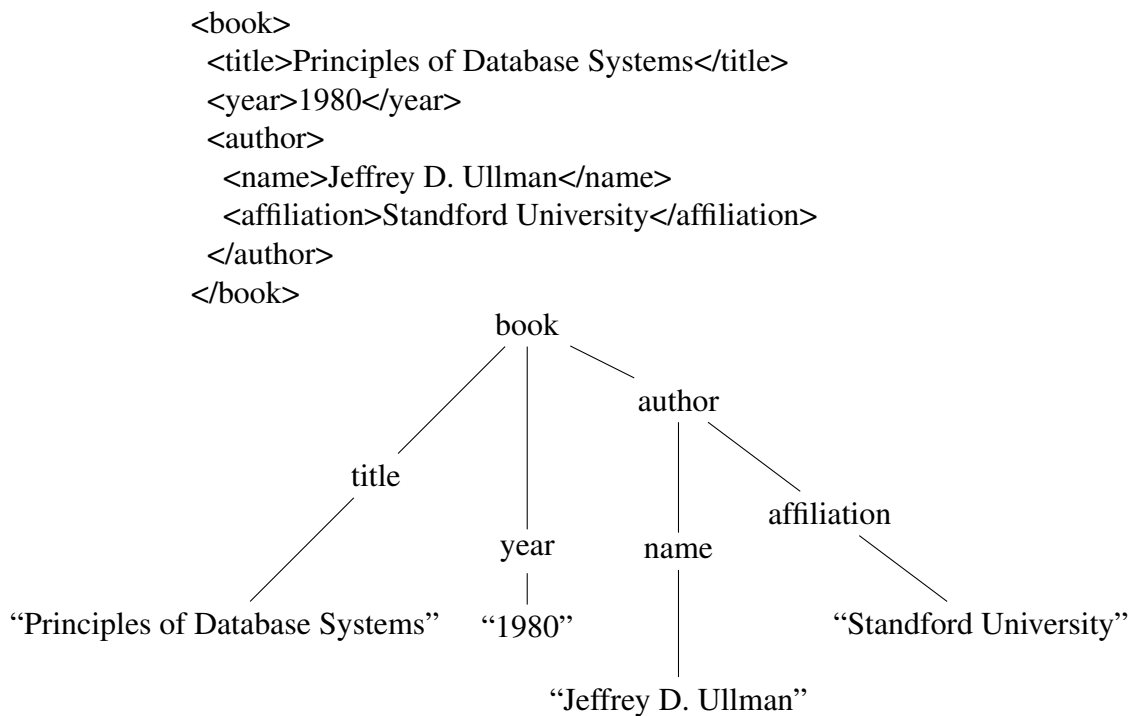 <book>
<title>Principles of Database Systems</title>
<year>1980</year>
<author>
<name>Jeffrey D. Ullman</name>
<affiliation>Standford University</affiliation>
</author>
</book>
book
author
title
affiliation
year name
“Principles of Database Systems” “1980” “Standford University”
“Jeffrey D. Ullman”